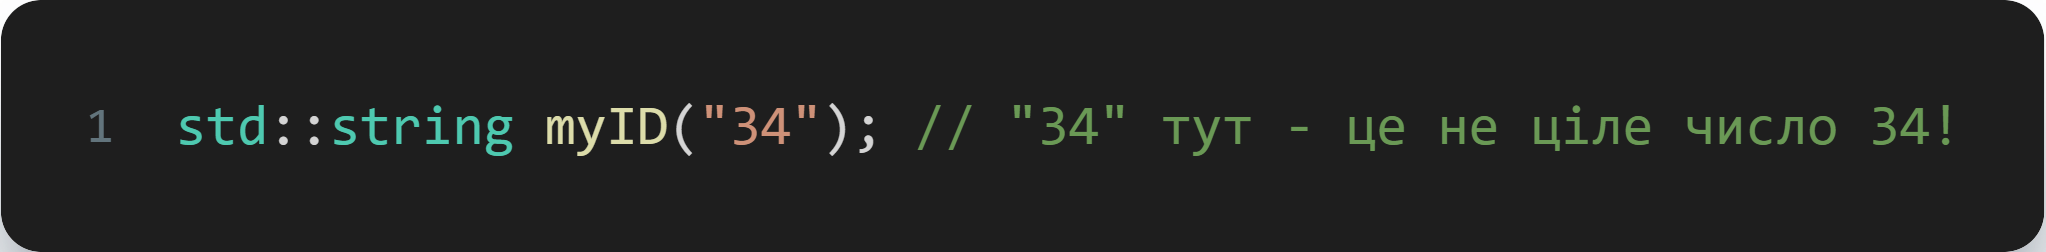 1 std::string myID("34"); // "34" тут - це не ціле число 34!